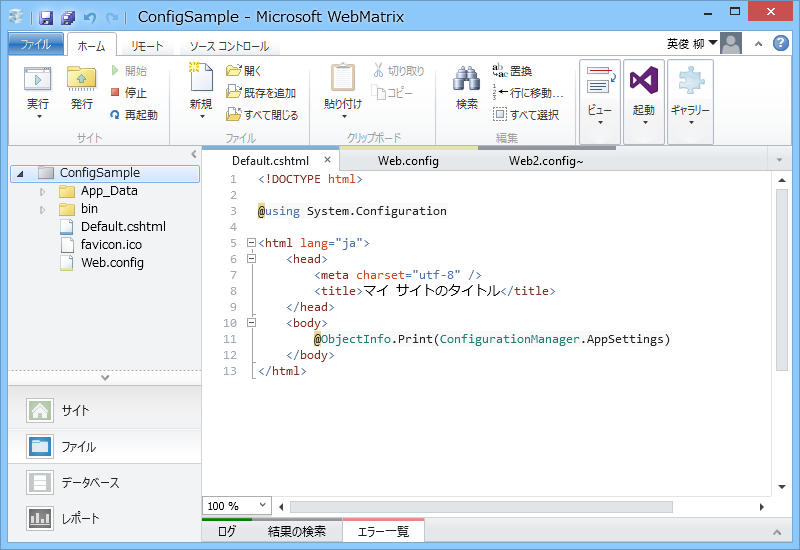 ConfigSample - Microsoft WebMatrix
ファイル ホーム リモート ソース コントロール 英俊 柳
実行 発行 開始 新規 開く 貼り付け 切り取り 検索 置換 ビュー 起動 ギャラリー
停止 既存を追加 コピー 行に移動...
再起動 すべて閉じる すべて選択
サイト ファイル クリップボード 編集
ConfigSample
App_Data
bin
Default.cshtml
favicon.ico
Web.config
サイト
ファイル
データベース
レポート
Default.cshtml × Web.config Web2.config~
1 <!DOCTYPE html>
2
3 @using System.Configuration
4
5 <html lang="ja">
6 <head>
7 <meta charset="utf-8" />
8 <title>マイ サイトのタイトル</title>
9 </head>
10 <body>
11 @ObjectInfo.Print(ConfigurationManager.AppSettings)
12 </body>
13 </html>
100 %
ログ 結果の検索 エラー一覧